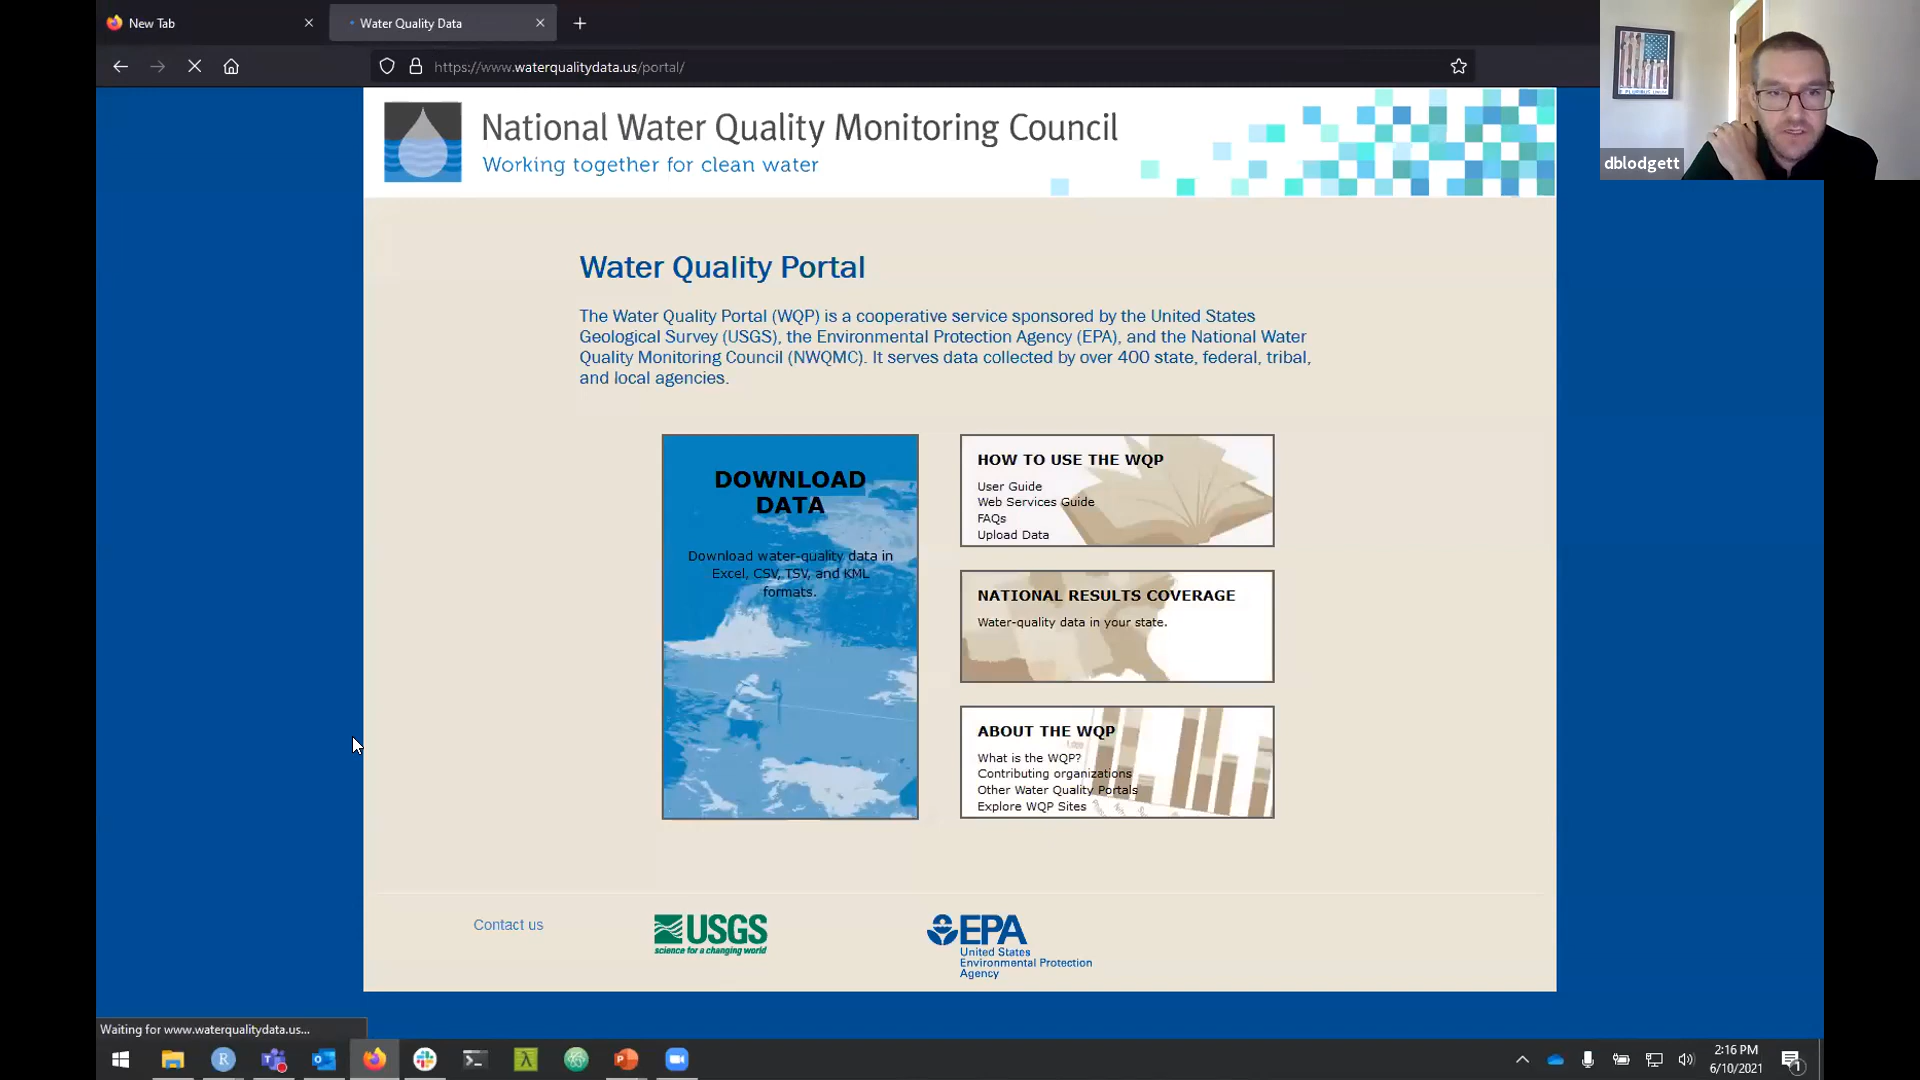 New Tab
Water Quality Data
https://www.waterqualitydata.us/portal/
dblodgett
National Water Quality Monitoring Council
Working together for clean water
Water Quality Portal
The Water Quality Portal (WQP) is a cooperative service sponsored by the United States
Geological Survey (USGS), the Environmental Protection Agency (EPA), and the National Water
Quality Monitoring Council (NWQMC). It serves data collected by over 400 state, federal, tribal,
and local agencies.
DOWNLOAD
DATA
Download water-quality data in
Excel, CSV, TSV, and KML
formats.
HOW TO USE THE WQP
User Guide
Web Services Guide
FAQs
Upload Data
NATIONAL RESULTS COVERAGE
Water-quality data in your state.
ABOUT THE WQP
What is the WQP?
Contributing organizations
Other Water Quality Portals
Explore WQP Sites
Contact us
USGS
science for a changing world
EPA
United States
Environmental Protection
Agency
Waiting for www.waterqualitydata.us...
2:16 PM
6/10/2021
1